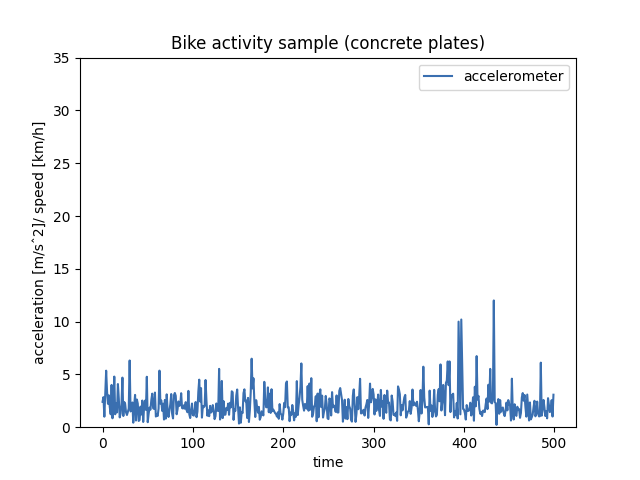 Bike activity sample (concrete plates)
accelerometer
acceleration [m/sˆ2]/ speed [km/h]
35
30
25
20
15
10
5
0
0 100 200 300 400 500
time